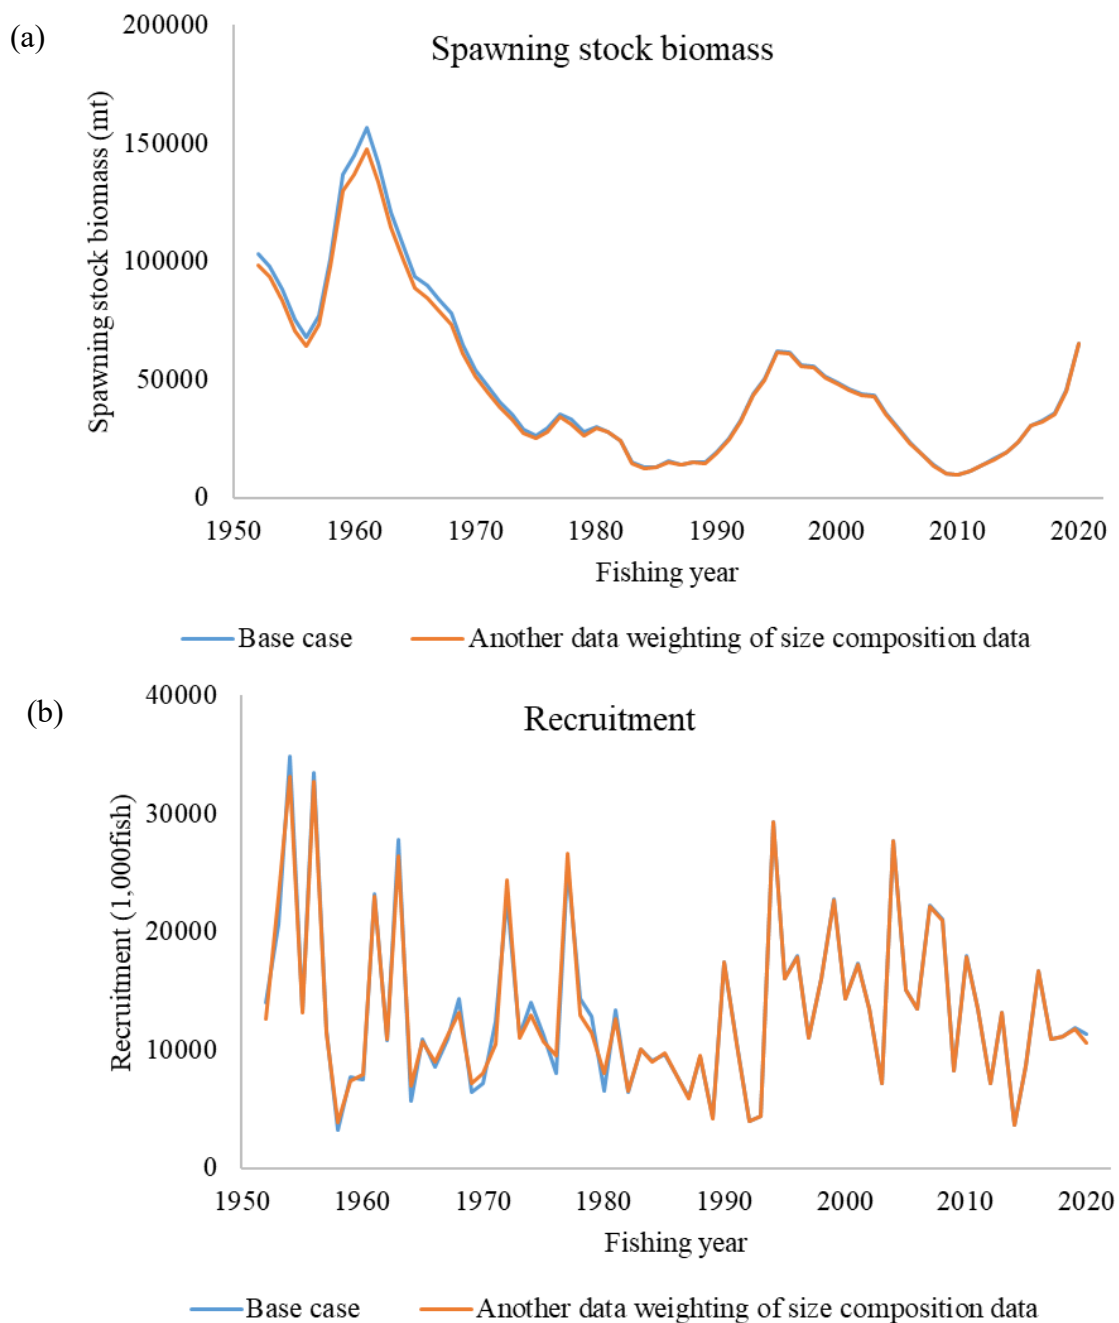 (a)
Spawning stock biomass
Spawning stock biomass (mt)
200000
150000
100000
50000
0
1950 1960 1970 1980 1990 2000 2010 2020
Fishing year
Base case Another data weighting of size composition data
(b)
Recruitment
Recruitment (1,000fish)
40000
30000
20000
10000
0
1950 1960 1970 1980 1990 2000 2010 2020
Fishing year
Base case Another data weighting of size composition data